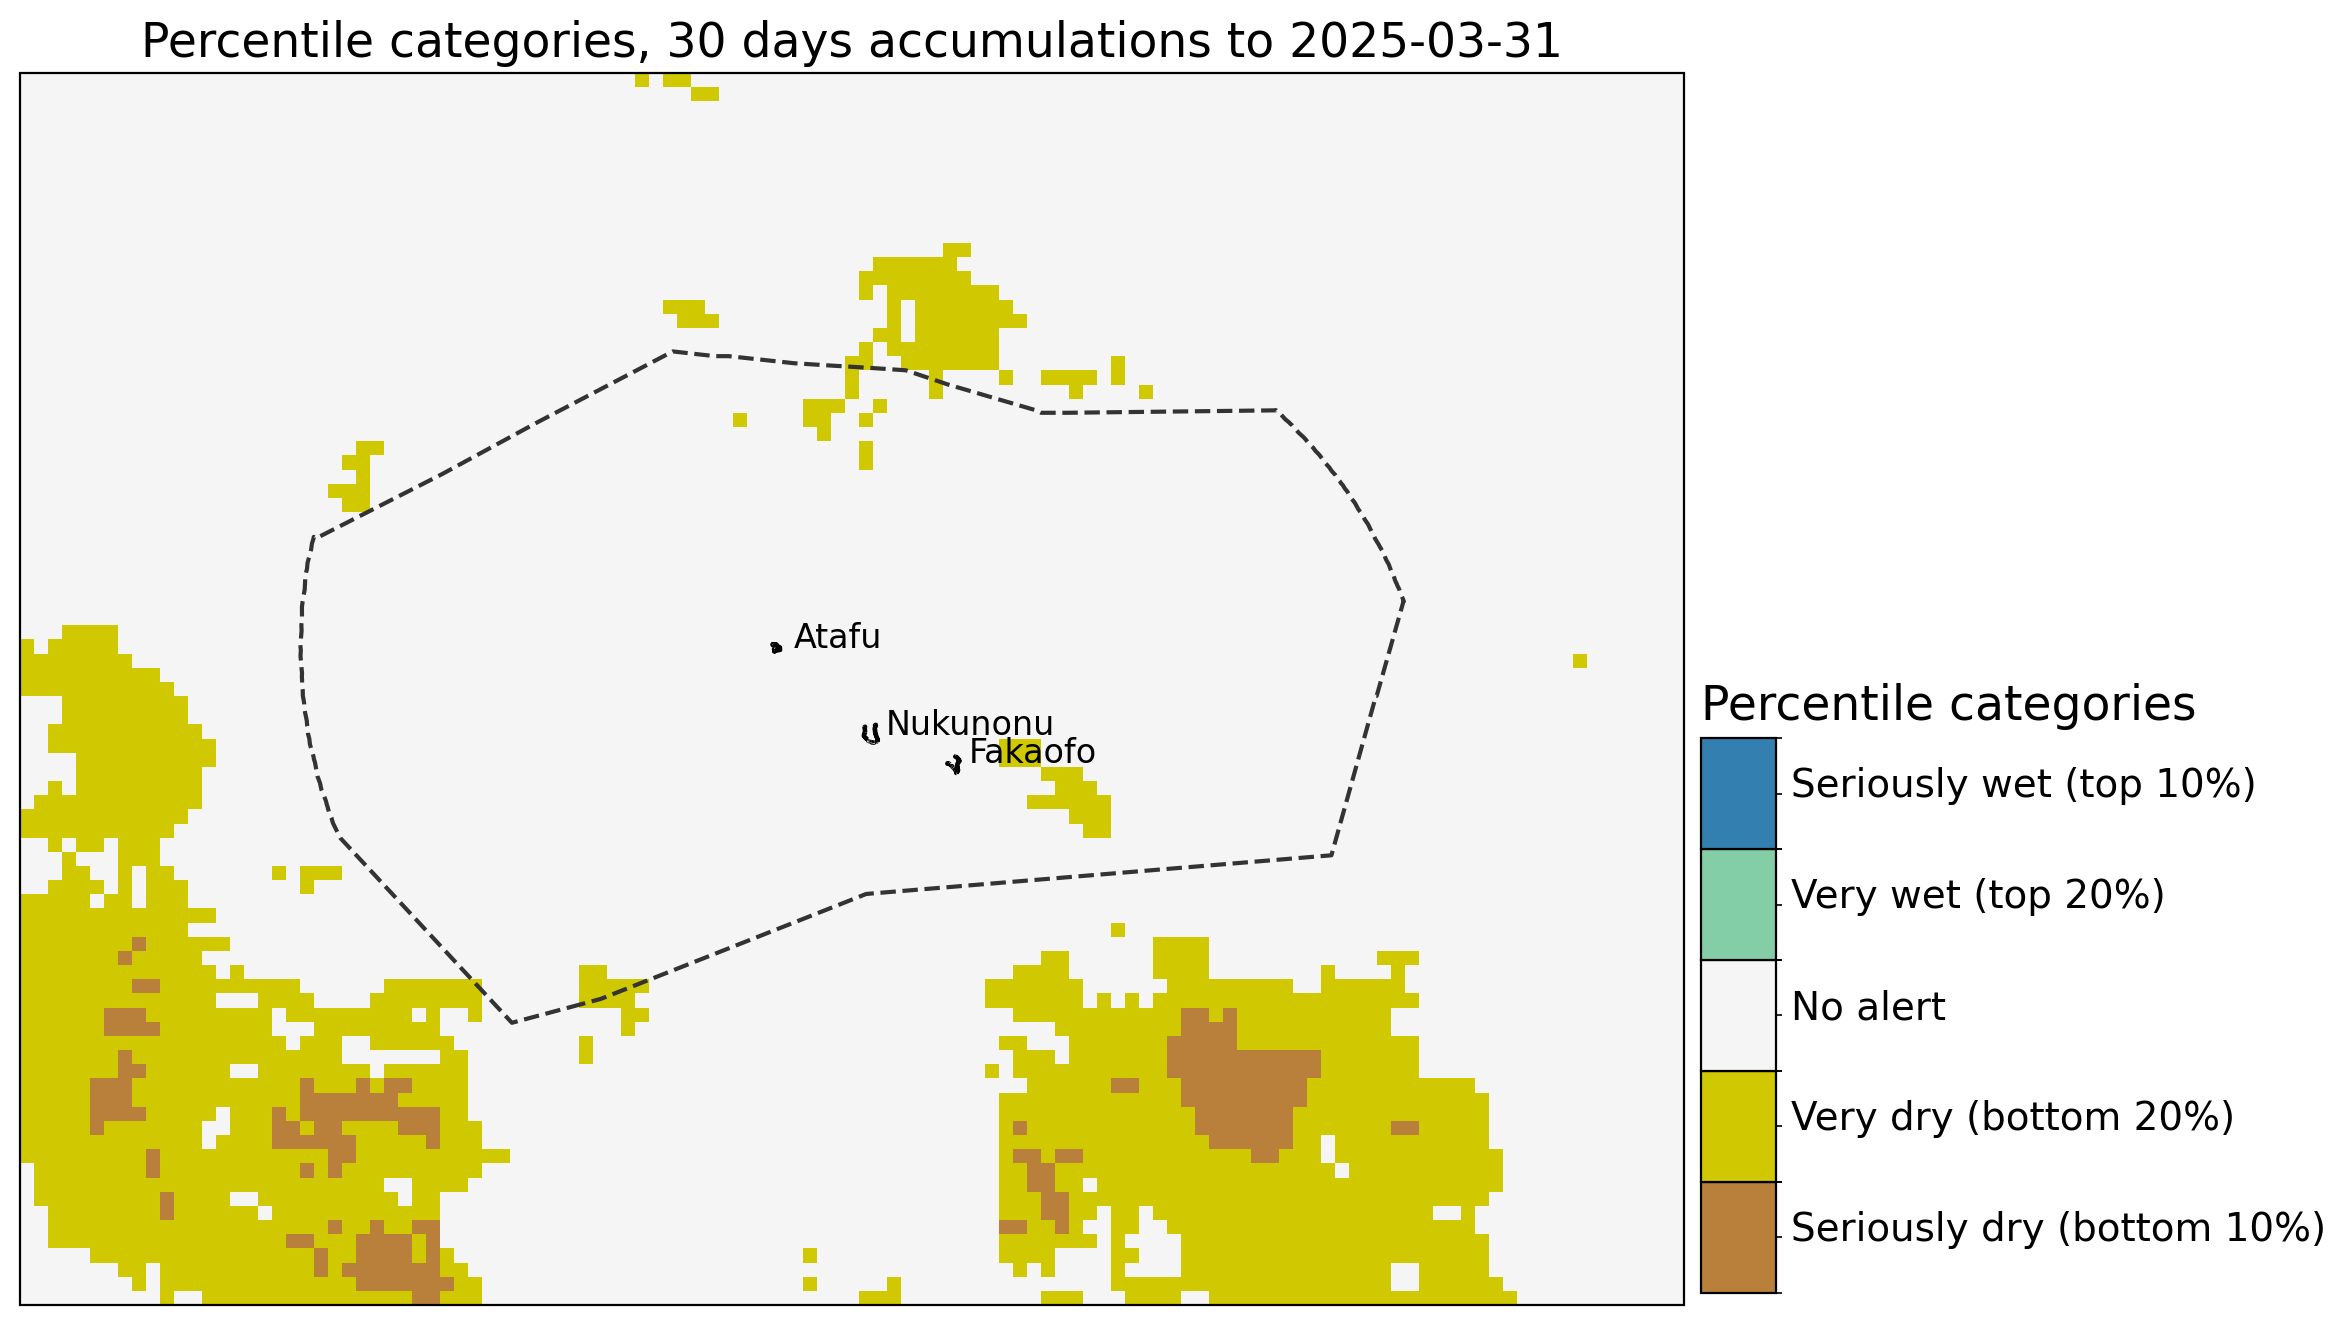 Percentile categories, 30 days accumulations to 2025-03-31
Atafu
Nukunonu
Fakaofo
Percentile categories
Seriously wet (top 10%)
Very wet (top 20%)
No alert
Very dry (bottom 20%)
Seriously dry (bottom 10%)